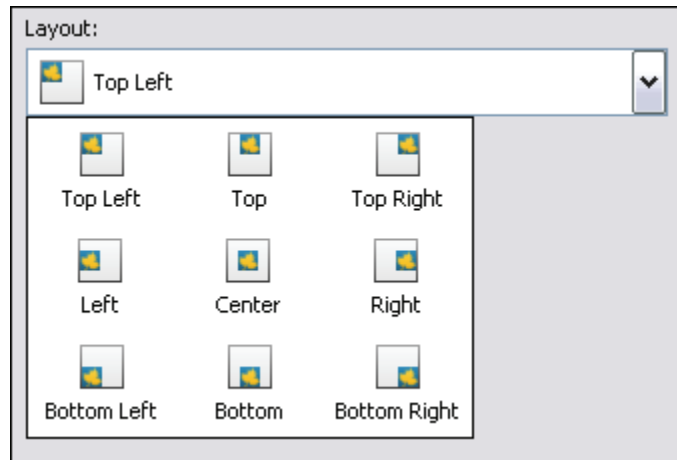 Layout:
Top Left
Top Left Top Top Right
Left Center Right
Bottom Left Bottom Bottom Right